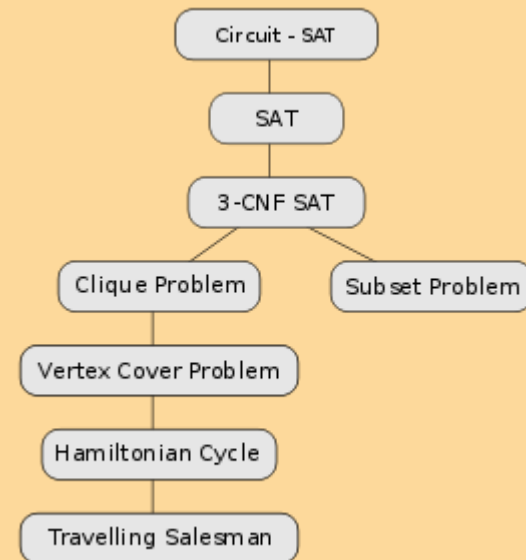 Circuit - SAT
SAT
3-CNF SAT
Clique Problem
Subset Problem
Vertex Cover Problem
Hamiltonian Cycle
Travelling Salesman